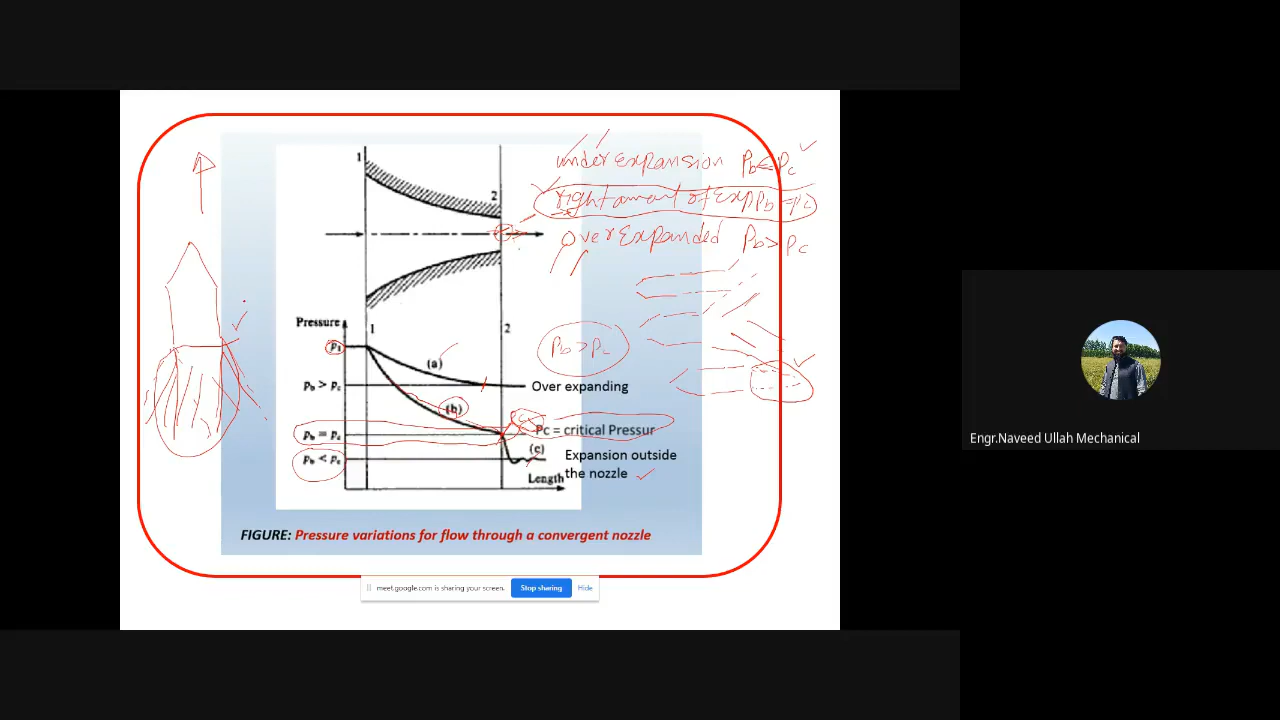 1
2
under expansion Pb < Pc
right amount of Exp Pb = Pc
Over Expanded Pb > Pc
Pressure
1
2
p₁
(a)
Pb > Pc
pb > pc
Over expanding
(b)
Pc
pb = pc
Pc = critical Pressur
(c)
pb < pc
Expansion outside
the nozzle
Length
FIGURE: Pressure variations for flow through a convergent nozzle
meet.google.com is sharing your screen.
Stop sharing
Hide
Engr.Naveed Ullah Mechanical